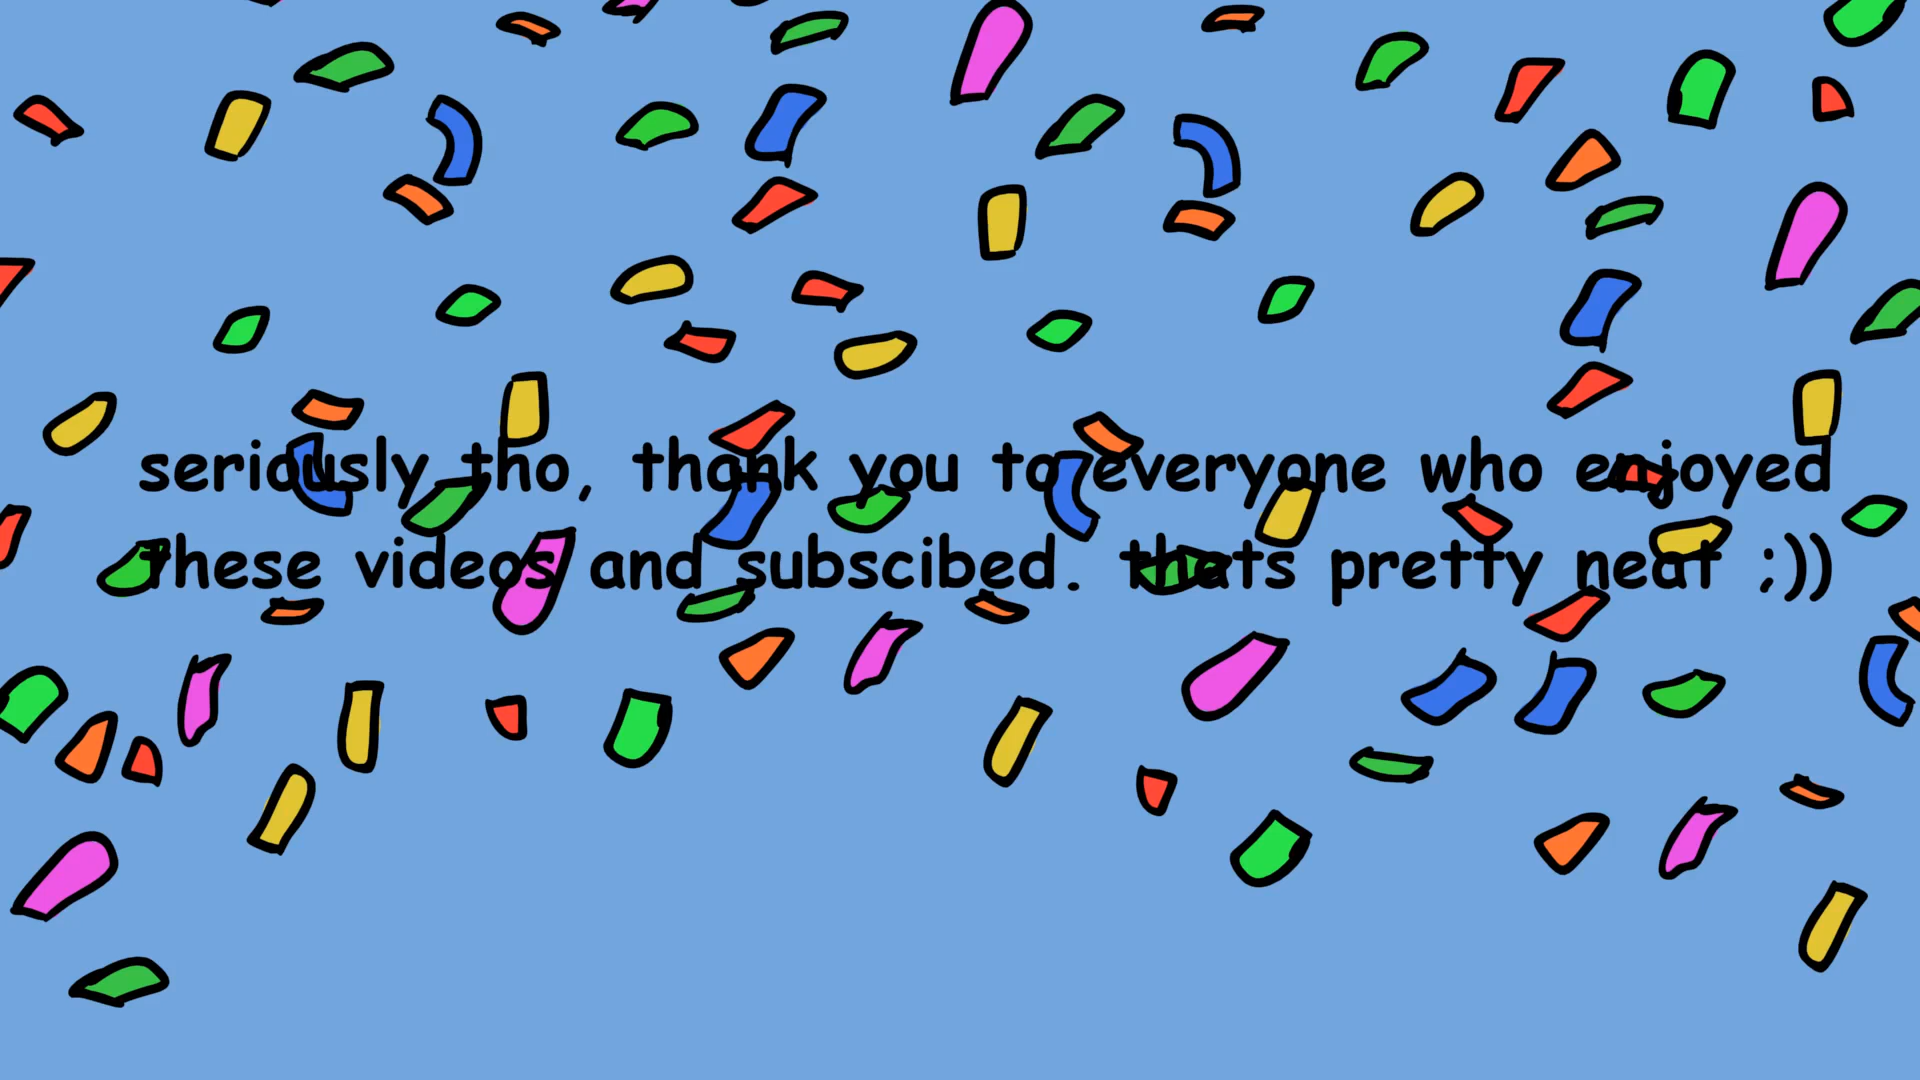 seriously tho, thank you to everyone who enjoyed
these videos and subscibed. thats pretty neat ;))